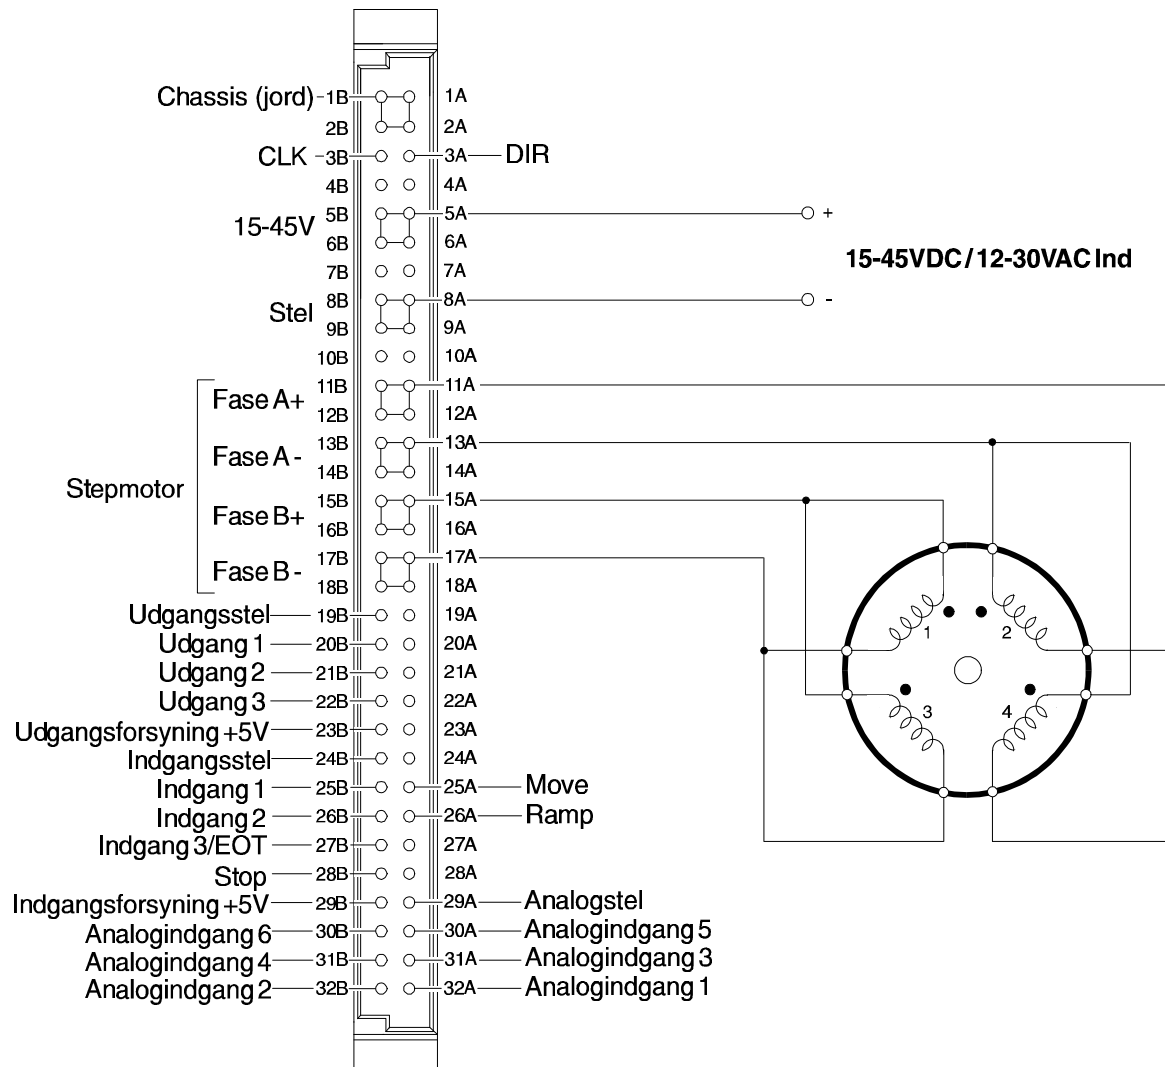 Chassis (jord) 1B 1A
2B 2A
CLK 3B 3A DIR
4B 4A
15-45V
5B 5A +
6B 6A
15-45VDC/12-30VAC Ind
7B 7A
Stel
8B 8A -
9B 9A
10B 10A
Stepmotor
Fase A+
11B 11A
12B 12A
Fase A-
13B 13A
14B 14A
Fase B+
15B 15A
16B 16A
Fase B-
17B 17A
18B 18A
1 2
3 4
Udgangsstel 19B 19A
Udgang 1 20B 20A
Udgang 2 21B 21A
Udgang 3 22B 22A
Udgangsforsyning +5V 23B 23A
Indgangsstel 24B 24A
Indgang 1 25B 25A Move
Indgang 2 26B 26A Ramp
Indgang 3/EOT 27B 27A
Stop 28B 28A
Indgangsforsyning +5V 29B 29A Analogstel
Analogindgang 6 30B 30A Analogindgang 5
Analogindgang 4 31B 31A Analogindgang 3
Analogindgang 2 32B 32A Analogindgang 1